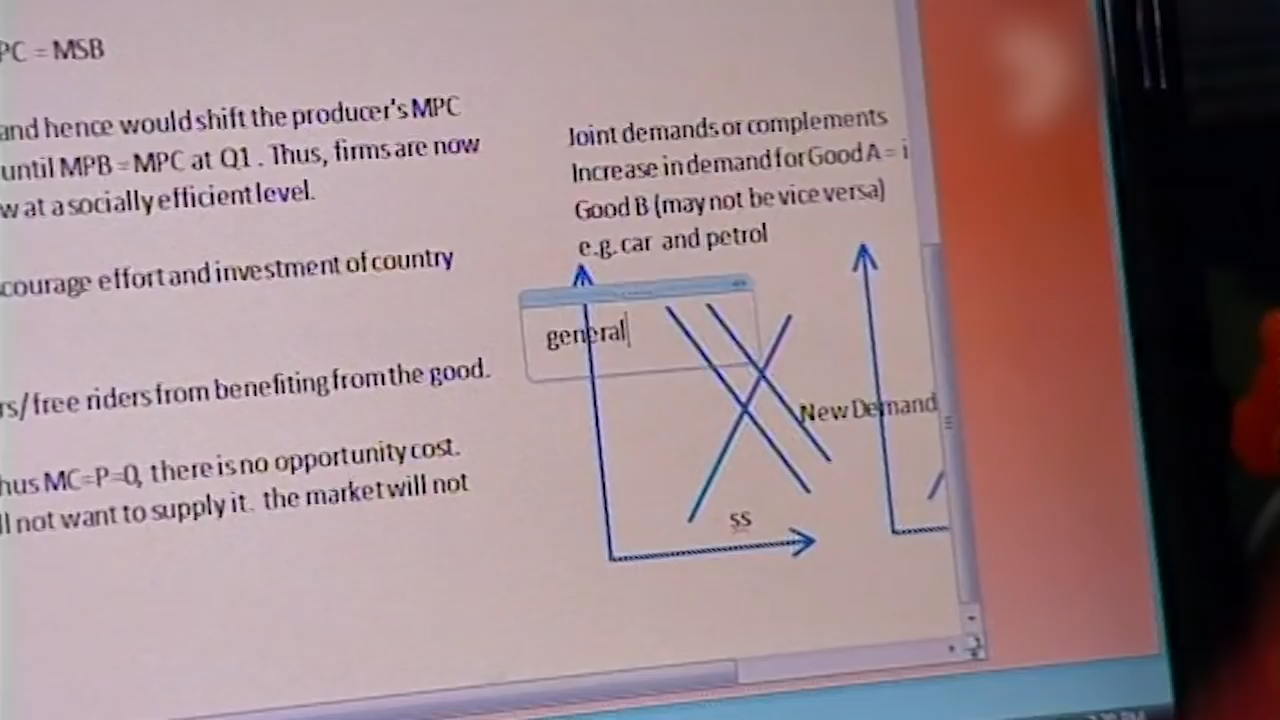 PC = MSB
and hence would shift the producer's MPC
until MPB = MPC at Q1 . Thus, firms are now
w at a socially efficient level.
courage effort and investment of country
rs/ free riders from benefiting from the good.
hus MC=P=0, there is no opportunity cost.
ll not want to supply it. the market will not
Joint demands or complements
Increase in demand for Good A = i
Good B (may not be vice versa)
e.g. car and petrol
general
New Demand
SS